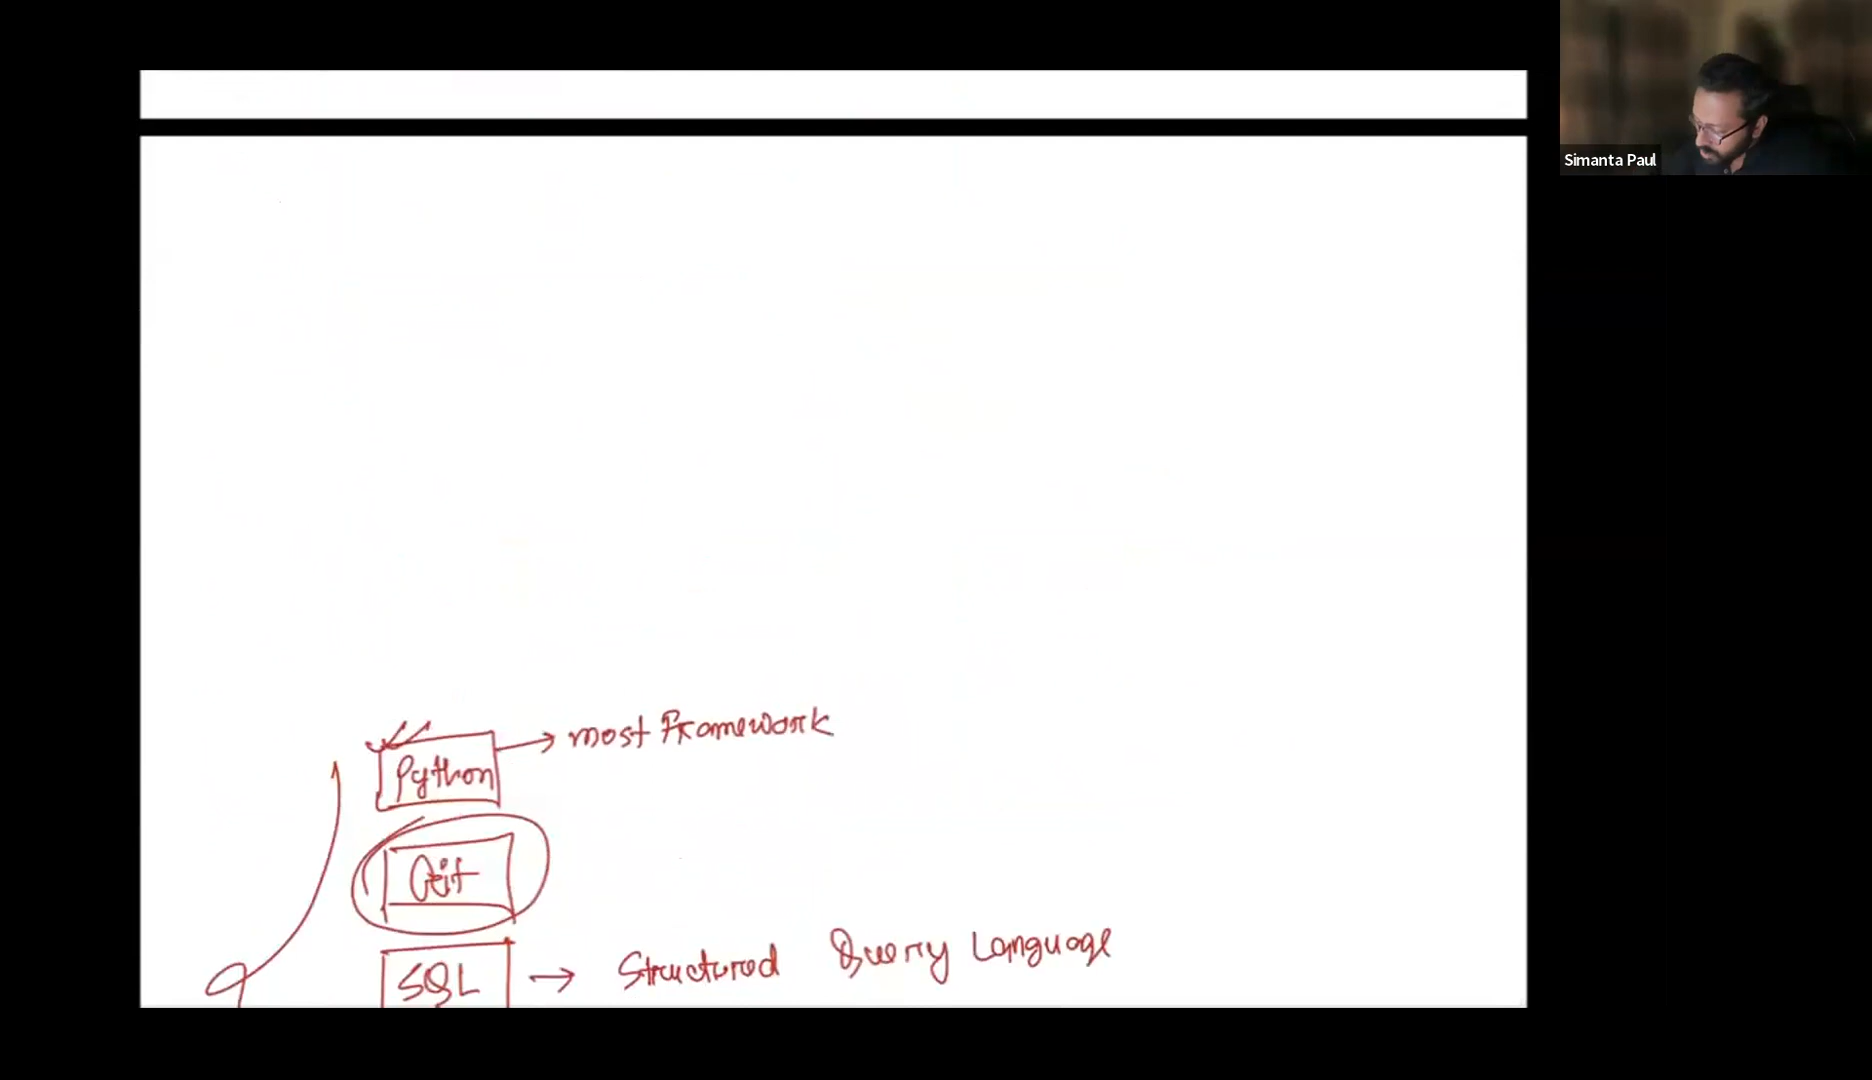 Simanta Paul
Python → most Framework
Git
SQL → Structured Query Language